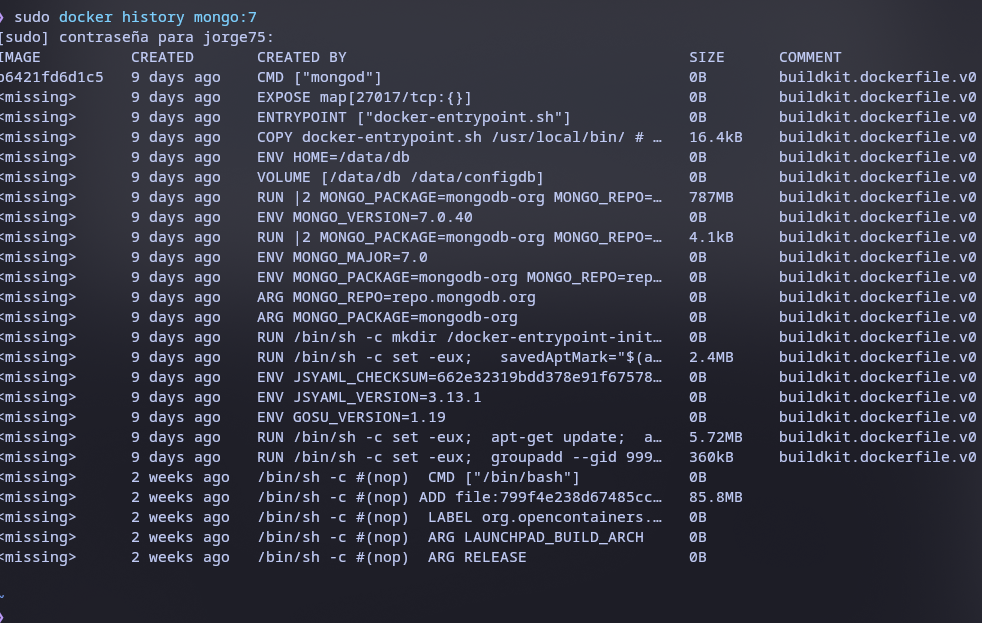 ❯ sudo docker history mongo:7
[sudo] contraseña para jorge75:
IMAGE CREATED CREATED BY SIZE COMMENT
b6421fd6d1c5 9 days ago CMD ["mongod"] 0B buildkit.dockerfile.v0
<missing> 9 days ago EXPOSE map[27017/tcp:{}] 0B buildkit.dockerfile.v0
<missing> 9 days ago ENTRYPOINT ["docker-entrypoint.sh"] 0B buildkit.dockerfile.v0
<missing> 9 days ago COPY docker-entrypoint.sh /usr/local/bin/ # … 16.4kB buildkit.dockerfile.v0
<missing> 9 days ago ENV HOME=/data/db 0B buildkit.dockerfile.v0
<missing> 9 days ago VOLUME [/data/db /data/configdb] 0B buildkit.dockerfile.v0
<missing> 9 days ago RUN |2 MONGO_PACKAGE=mongodb-org MONGO_REPO=… 787MB buildkit.dockerfile.v0
<missing> 9 days ago ENV MONGO_VERSION=7.0.40 0B buildkit.dockerfile.v0
<missing> 9 days ago RUN |2 MONGO_PACKAGE=mongodb-org MONGO_REPO=… 4.1kB buildkit.dockerfile.v0
<missing> 9 days ago ENV MONGO_MAJOR=7.0 0B buildkit.dockerfile.v0
<missing> 9 days ago ENV MONGO_PACKAGE=mongodb-org MONGO_REPO=rep… 0B buildkit.dockerfile.v0
<missing> 9 days ago ARG MONGO_REPO=repo.mongodb.org 0B buildkit.dockerfile.v0
<missing> 9 days ago ARG MONGO_PACKAGE=mongodb-org 0B buildkit.dockerfile.v0
<missing> 9 days ago RUN /bin/sh -c mkdir /docker-entrypoint-init… 0B buildkit.dockerfile.v0
<missing> 9 days ago RUN /bin/sh -c set -eux; savedAptMark="$(a… 2.4MB buildkit.dockerfile.v0
<missing> 9 days ago ENV JSYAML_CHECKSUM=662e32319bdd378e91f67578… 0B buildkit.dockerfile.v0
<missing> 9 days ago ENV JSYAML_VERSION=3.13.1 0B buildkit.dockerfile.v0
<missing> 9 days ago ENV GOSU_VERSION=1.19 0B buildkit.dockerfile.v0
<missing> 9 days ago RUN /bin/sh -c set -eux; apt-get update; a… 5.72MB buildkit.dockerfile.v0
<missing> 9 days ago RUN /bin/sh -c set -eux; groupadd --gid 999… 360kB buildkit.dockerfile.v0
<missing> 2 weeks ago /bin/sh -c #(nop) CMD ["/bin/bash"] 0B
<missing> 2 weeks ago /bin/sh -c #(nop) ADD file:799f4e238d67485cc… 85.8MB
<missing> 2 weeks ago /bin/sh -c #(nop) LABEL org.opencontainers.… 0B
<missing> 2 weeks ago /bin/sh -c #(nop) ARG LAUNCHPAD_BUILD_ARCH 0B
<missing> 2 weeks ago /bin/sh -c #(nop) ARG RELEASE 0B
~
❯